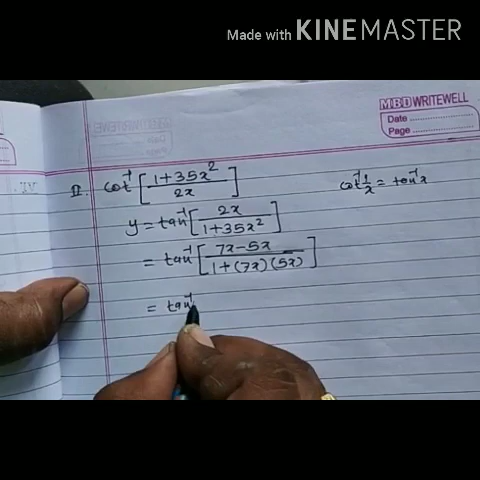 Made with KINEMASTER
MBD WRITEWELL
Date
Page
II. cot⁻¹ [ (1+35x²) / 2x ]
cot⁻¹ 1/x = tan⁻¹ x
y = tan⁻¹ [ 2x / (1+35x²) ]
= tan⁻¹ [ (7x-5x) / (1+(7x)(5x)) ]
= tan⁻¹